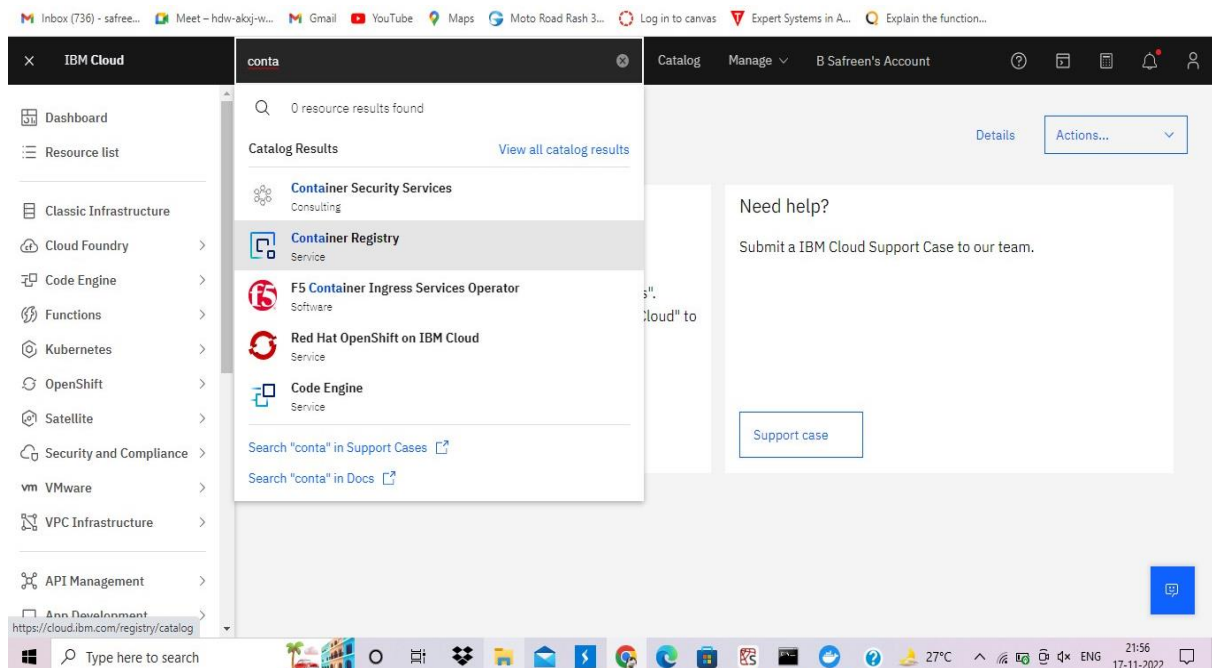 Inbox (736) - safree... Meet – hdw-akxj-w... Gmail YouTube Maps Moto Road Rash 3... Log in to canvas Expert Systems in A... Explain the function...
IBM Cloud
conta
Catalog Manage B Safreen's Account
Dashboard
Resource list
Classic Infrastructure
Cloud Foundry
Code Engine
Functions
Kubernetes
OpenShift
Satellite
Security and Compliance
vm VMware
VPC Infrastructure
API Management
App Development
https://cloud.ibm.com/registry/catalog
0 resource results found
Catalog Results View all catalog results
Container Security Services
Consulting
Container Registry
Service
F5 Container Ingress Services Operator
Software
Red Hat OpenShift on IBM Cloud
Service
Code Engine
Service
Search "conta" in Support Cases
Search "conta" in Docs
Details Actions...
s".
Cloud" to
Need help?
Submit a IBM Cloud Support Case to our team.
Support case
Type here to search
27°C ENG 21:56
17-11-2022